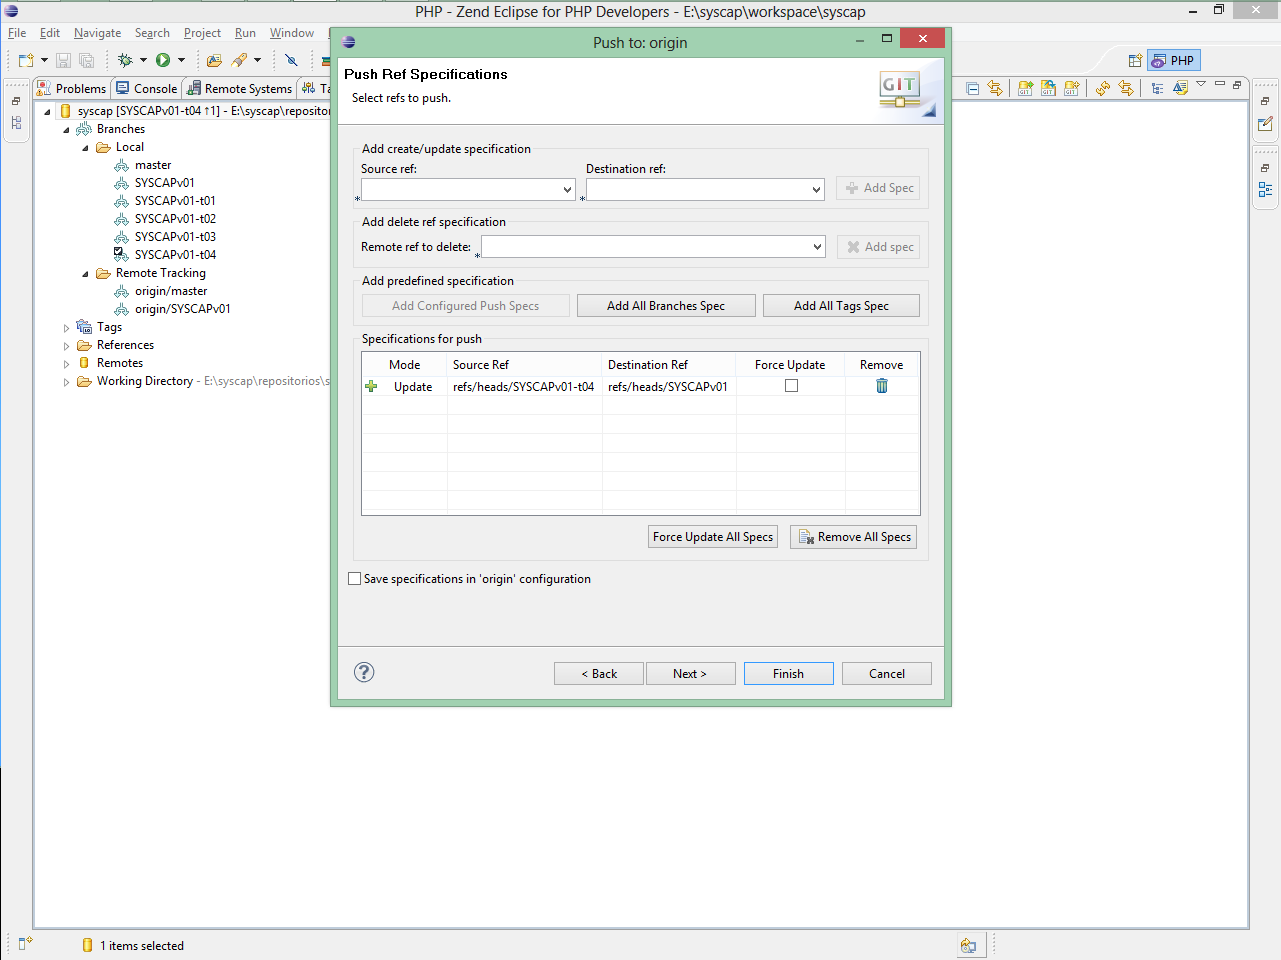 PHP - Zend Eclipse for PHP Developers - E:\syscap\workspace\syscap
File Edit Navigate Search Project Run Window
PHP
Problems Console Remote Systems Ta
syscap [SYSCAPv01-t04 ↑1] - E:\syscap\repositorio
Branches
Local
master
SYSCAPv01
SYSCAPv01-t01
SYSCAPv01-t02
SYSCAPv01-t03
SYSCAPv01-t04
Remote Tracking
origin/master
origin/SYSCAPv01
Tags
References
Remotes
Working Directory - E:\syscap\repositorios\s
Push to: origin
Push Ref Specifications
Select refs to push.
GIT
Add create/update specification
Source ref: Destination ref:
* * Add Spec
Add delete ref specification
Remote ref to delete: * Add spec
Add predefined specification
Add Configured Push Specs Add All Branches Spec Add All Tags Spec
Specifications for push
Mode Source Ref Destination Ref Force Update Remove
Update refs/heads/SYSCAPv01-t04 refs/heads/SYSCAPv01
Force Update All Specs Remove All Specs
Save specifications in 'origin' configuration
? < Back Next > Finish Cancel
1 items selected